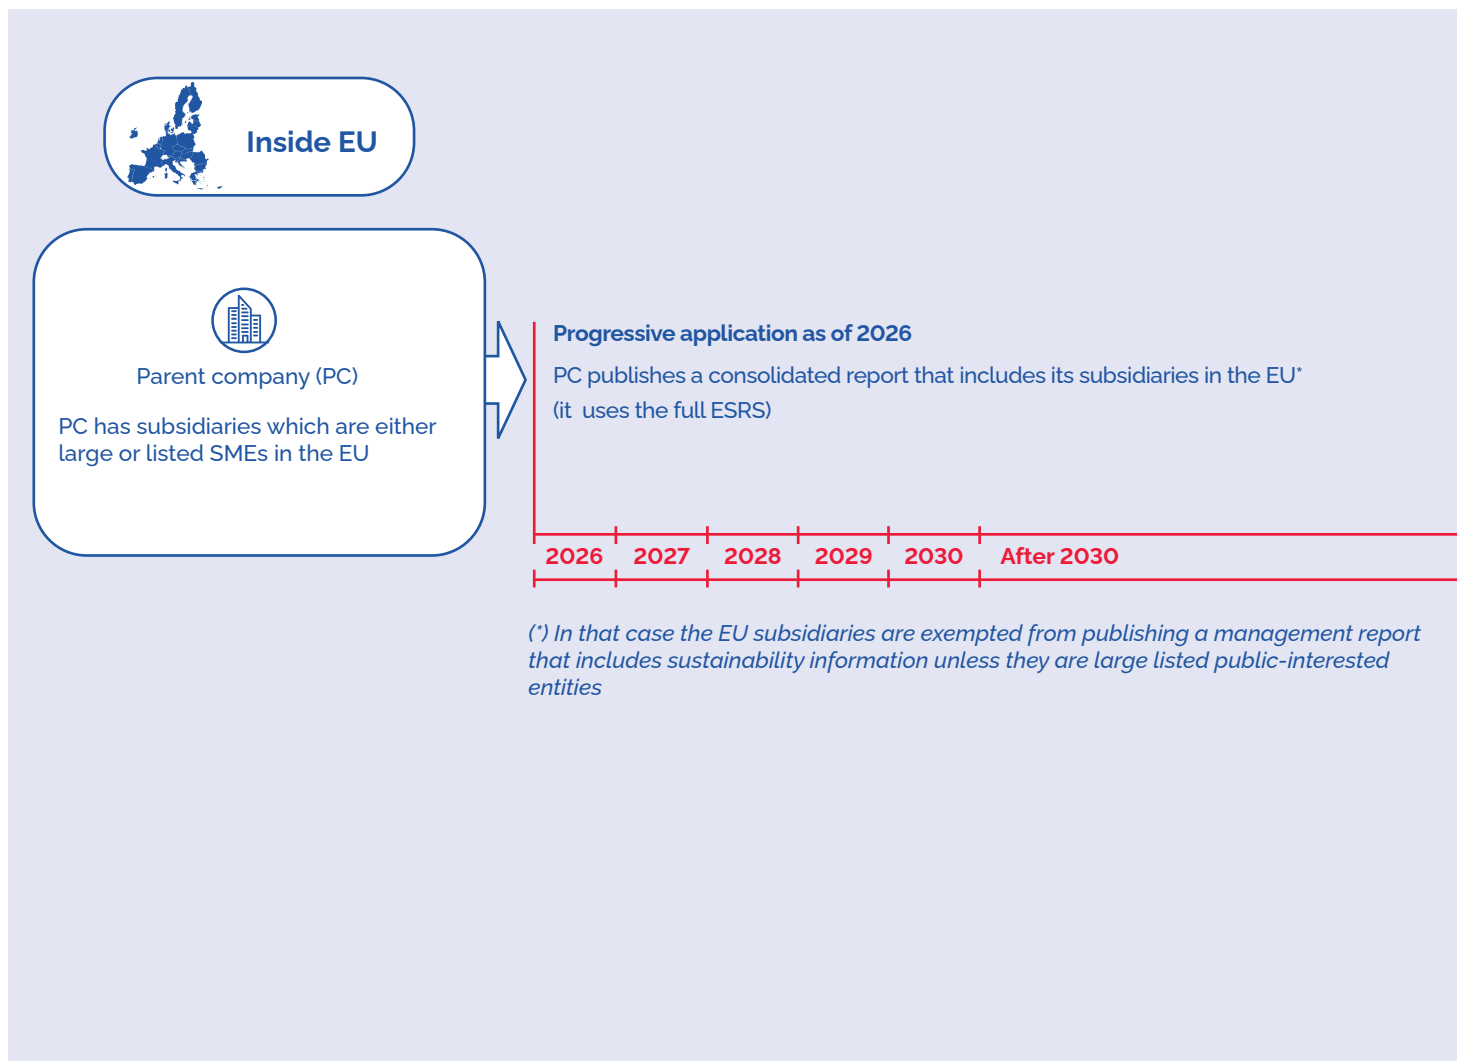 Inside EU
Parent company (PC)
PC has subsidiaries which are either
large or listed SMEs in the EU
Progressive application as of 2026
PC publishes a consolidated report that includes its subsidiaries in the EU*
(it  uses the full ESRS)
2026 2027 2028 2029 2030 After 2030
(*) In that case the EU subsidiaries are exempted from publishing a management report
that includes sustainability information unless they are large listed public-interested
entities